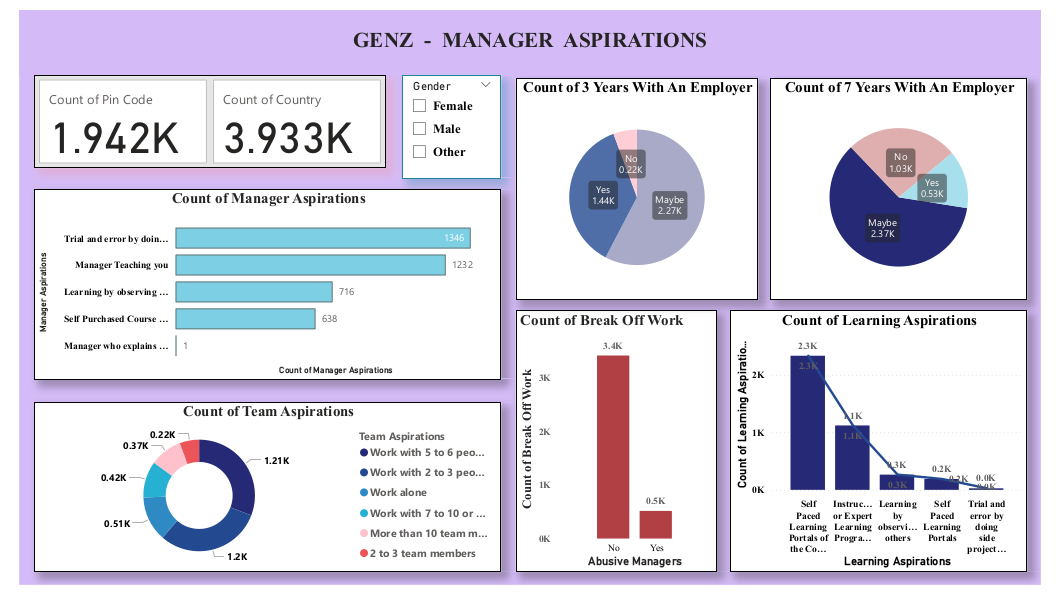 GENZ - MANAGER ASPIRATIONS
Count of Pin Code
1.942K
Count of Country
3.933K
Gender
Female
Male
Other
Count of 3 Years With An Employer
No
0.22K
Yes
1.44K
Maybe
2.27K
Count of 7 Years With An Employer
No
1.03K
Yes
0.53K
Maybe
2.37K
Count of Manager Aspirations
Manager Aspirations
Trial and error by doin...
1346
Manager Teaching you
1232
Learning by observing ...
716
Self Purchased Course ...
638
Manager who explains ...
1
Count of Manager Aspirations
Count of Team Aspirations
0.22K
0.37K
0.42K
0.51K
1.21K
1.2K
Team Aspirations
Work with 5 to 6 peo...
Work with 2 to 3 peo...
Work alone
Work with 7 to 10 or ...
More than 10 team m...
2 to 3 team members
Count of Break Off Work
Count of Break Off Work
3K
2K
1K
0K
3.4K
0.5K
No
Yes
Abusive Managers
Count of Learning Aspirations
Count of Learning Aspiratio...
2K
1K
0K
2.3K
2.3K
1.1K
1.1K
0.3K
0.3K
0.2K
0.2K
0.0K
0.0K
Self
Paced
Learning
Portals of
the Co...
Instruc...
or Expert
Learning
Progra...
Learning
by
observi...
others
Self
Paced
Learning
Portals
Trial and
error by
doing
side
project...
Learning Aspirations